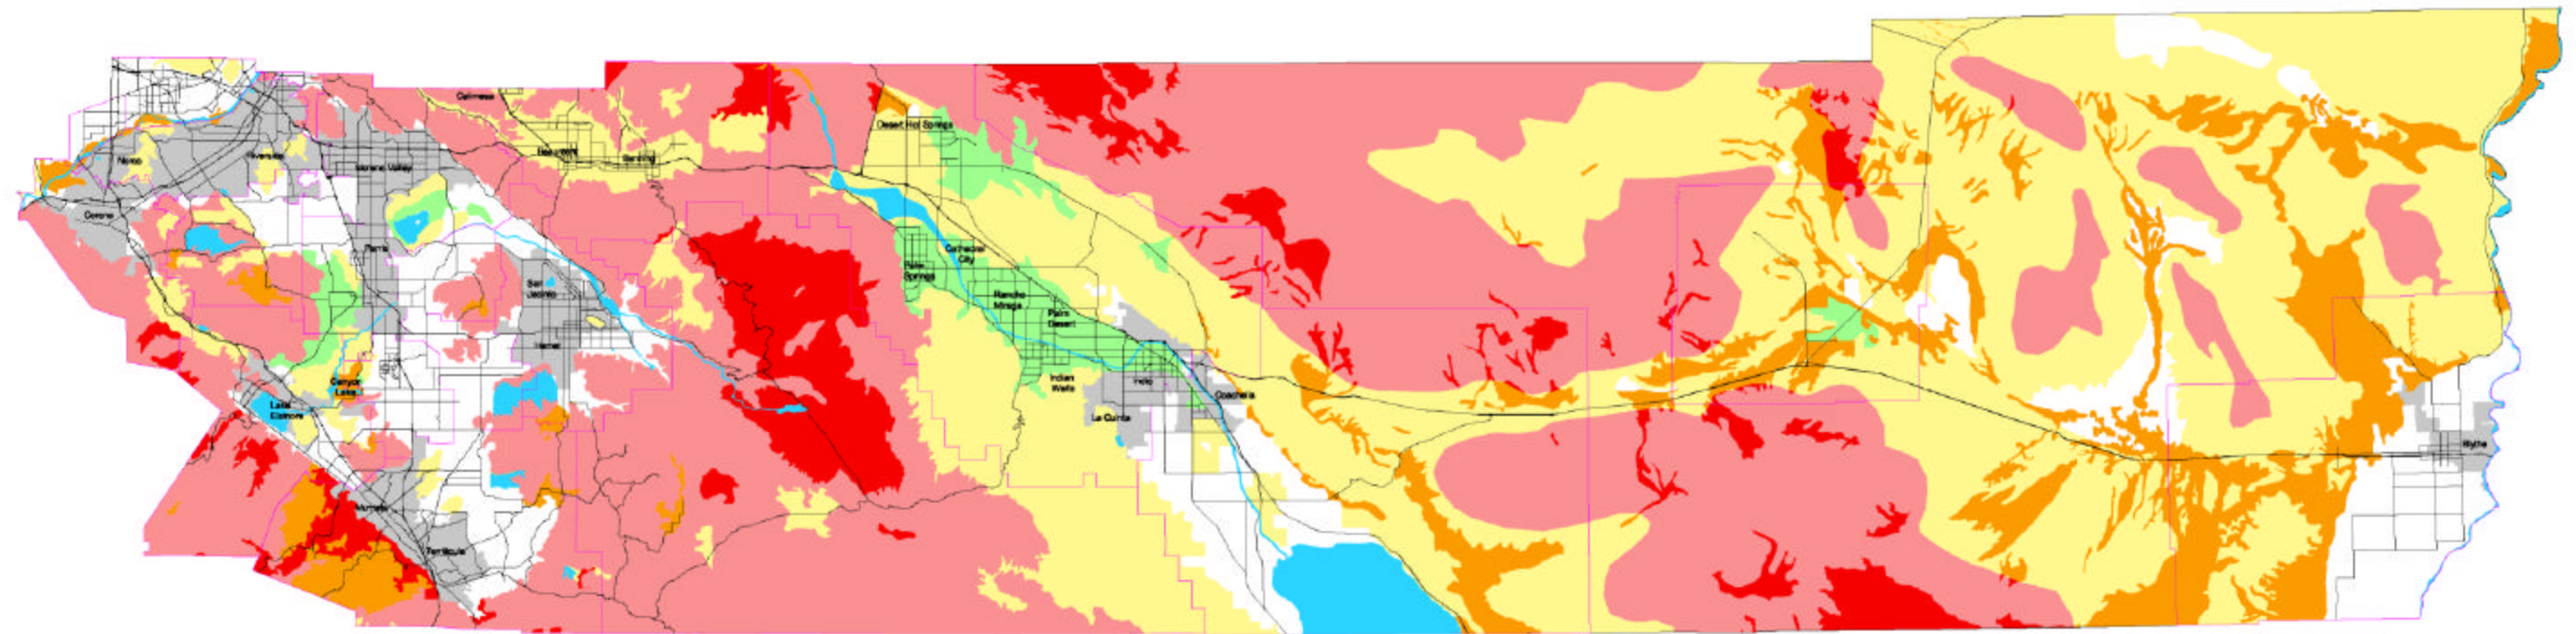 Calimesa
Desert Hot Springs
Norco
Riverside
Beaumont
Banning
Moreno Valley
Corona
Perris
Cathedral
City
Palm
Springs
San
Jacinto
Rancho
Mirage
Palm
Desert
Hemet
Canyon
Lake
Indian
Wells
Indio
Coachella
Lake
Elsinore
La Quinta
Blythe
Murrieta
Temecula